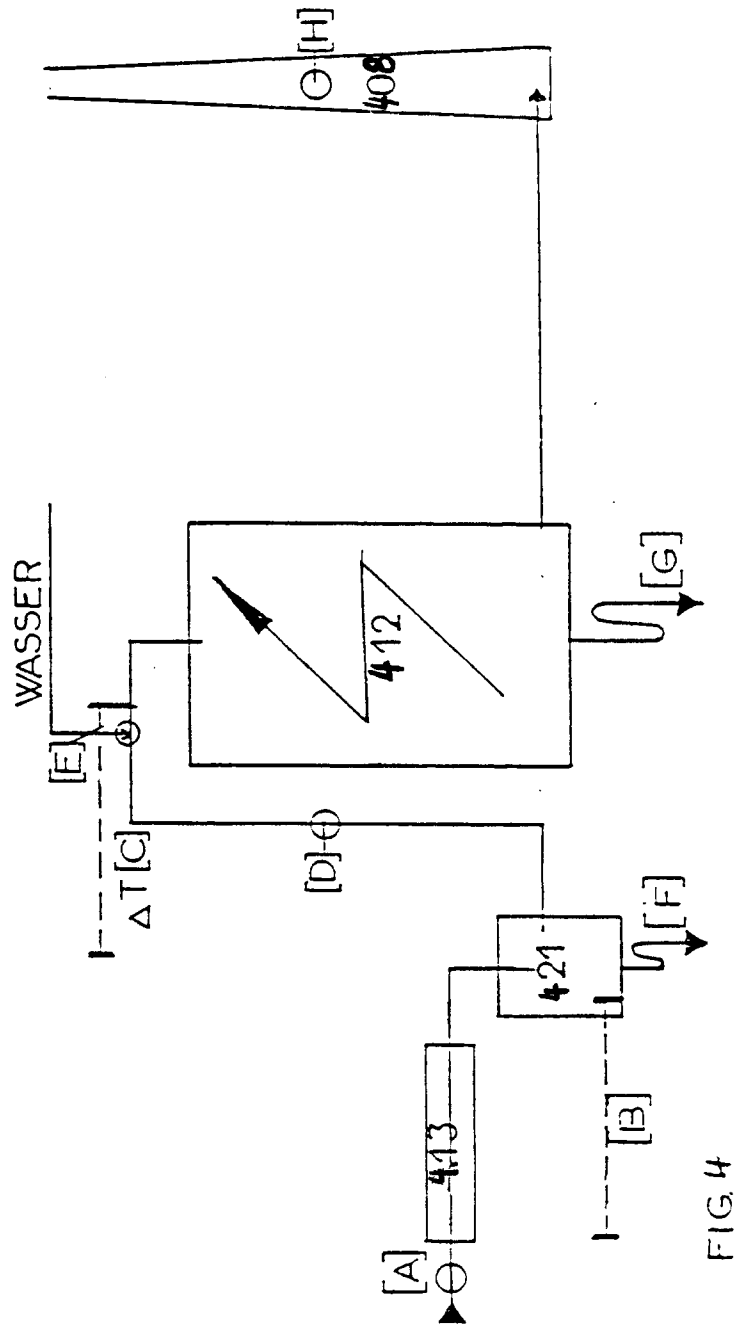 [A]
413
[B]
421
[F]
[D]
ΔT[C]
[E]
WASSER
412
[G]
408
[H]
FIG. 4